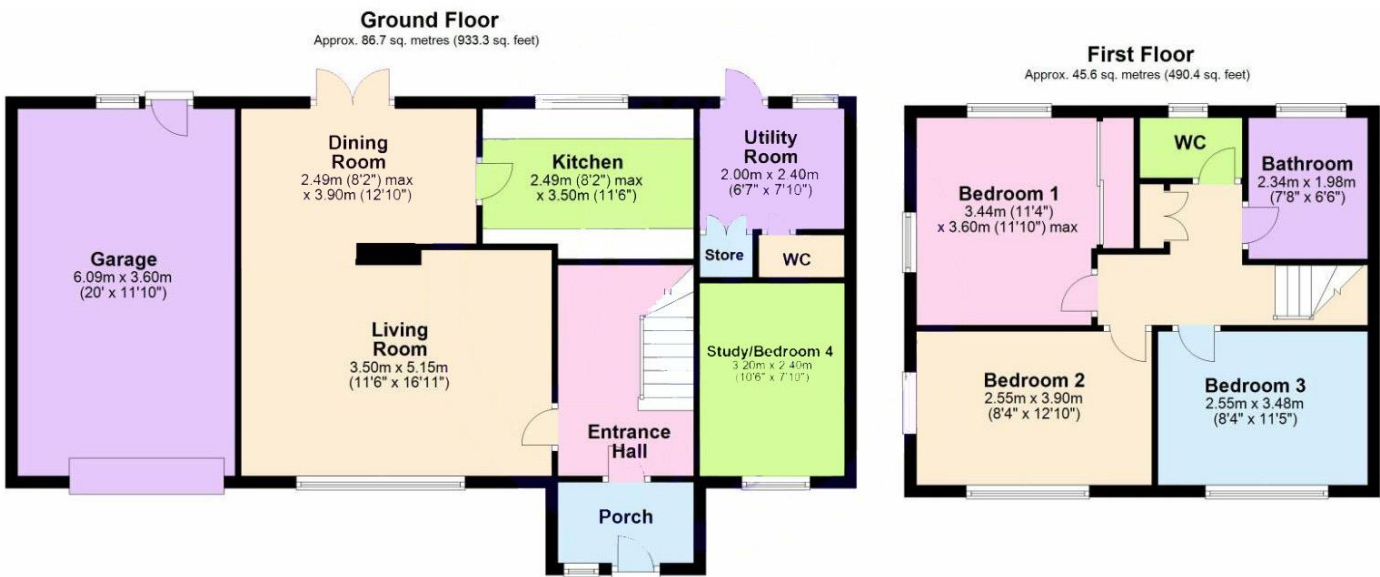 Ground Floor
Approx. 86.7 sq. metres (933.3 sq. feet)
Dining
Room
2.49m (8'2") max
x 3.90m (12'10")
Kitchen
2.49m (8'2") max
x 3.50m (11'6")
Utility
Room
2.00m x 2.40m
(6'7" x 7'10")
Garage
6.09m x 3.60m
(20' x 11'10")
Store
WC
Living
Room
3.50m x 5.15m
(11'6" x 16'11")
Study/Bedroom 4
3.20m x 2.40m
(10'6" x 7'10")
Entrance
Hall
Porch
First Floor
Approx. 45.6 sq. metres (490.4 sq. feet)
WC
Bathroom
2.34m x 1.98m
(7'8" x 6'6")
Bedroom 1
3.44m (11'4")
x 3.60m (11'10") max
Bedroom 2
2.55m x 3.90m
(8'4" x 12'10")
Bedroom 3
2.55m x 3.48m
(8'4" x 11'5")